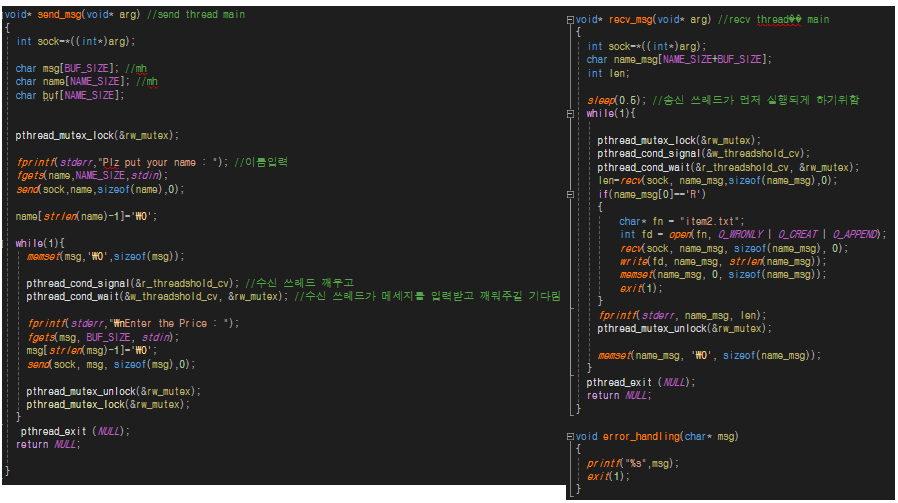 void* send_msg(void* arg) //send thread main
{
int sock=*((int*)arg);
char msg[BUF_SIZE]; //mh
char name[NAME_SIZE]; //mh
char buf[NAME_SIZE];
pthread_mutex_lock(&rw_mutex);
fprintf(stderr,"Plz put your name : "); //이름입력
fgets(name,NAME_SIZE,stdin);
send(sock,name,sizeof(name),0);
name[strlen(name)-1]='₩0';
while(1){
memset(msg,'₩0',sizeof(msg));
pthread_cond_signal(&r_threadshold_cv); //수신 쓰레드 깨우고
pthread_cond_wait(&w_threadshold_cv, &rw_mutex); //수신 쓰레드가 메세지를 입력받고 깨워주길 기다림
fprintf(stderr,"₩nEnter the Price : ");
fgets(msg, BUF_SIZE, stdin);
msg[strlen(msg)-1]='₩0';
send(sock, msg, sizeof(msg),0);
pthread_mutex_unlock(&rw_mutex);
pthread_mutex_lock(&rw_mutex);
}
pthread_exit (NULL);
return NULL;
}
void* recv_msg(void* arg) //recv thread�� main
{
int sock=*((int*)arg);
char name_msg[NAME_SIZE+BUF_SIZE];
int len;
sleep(0.5); //송신 쓰레드가 먼저 실행되게 하기위함
while(1){
pthread_mutex_lock(&rw_mutex);
pthread_cond_signal(&w_threadshold_cv);
pthread_cond_wait(&r_threadshold_cv, &rw_mutex);
len=recv(sock, name_msg,sizeof(name_msg),0);
if(name_msg[0]=='R')
{
char* fn = "item2.txt";
int fd = open(fn, O_WRONLY | O_CREAT | O_APPEND);
recv(sock, name_msg, sizeof(name_msg), 0);
write(fd, name_msg, strlen(name_msg));
memset(name_msg, 0, sizeof(name_msg));
exit(1);
}
fprintf(stderr, name_msg, len);
pthread_mutex_unlock(&rw_mutex);
memset(name_msg, '₩0', sizeof(name_msg));
}
pthread_exit (NULL);
return NULL;
}
void error_handling(char* msg)
{
printf("%s",msg);
exit(1);
}